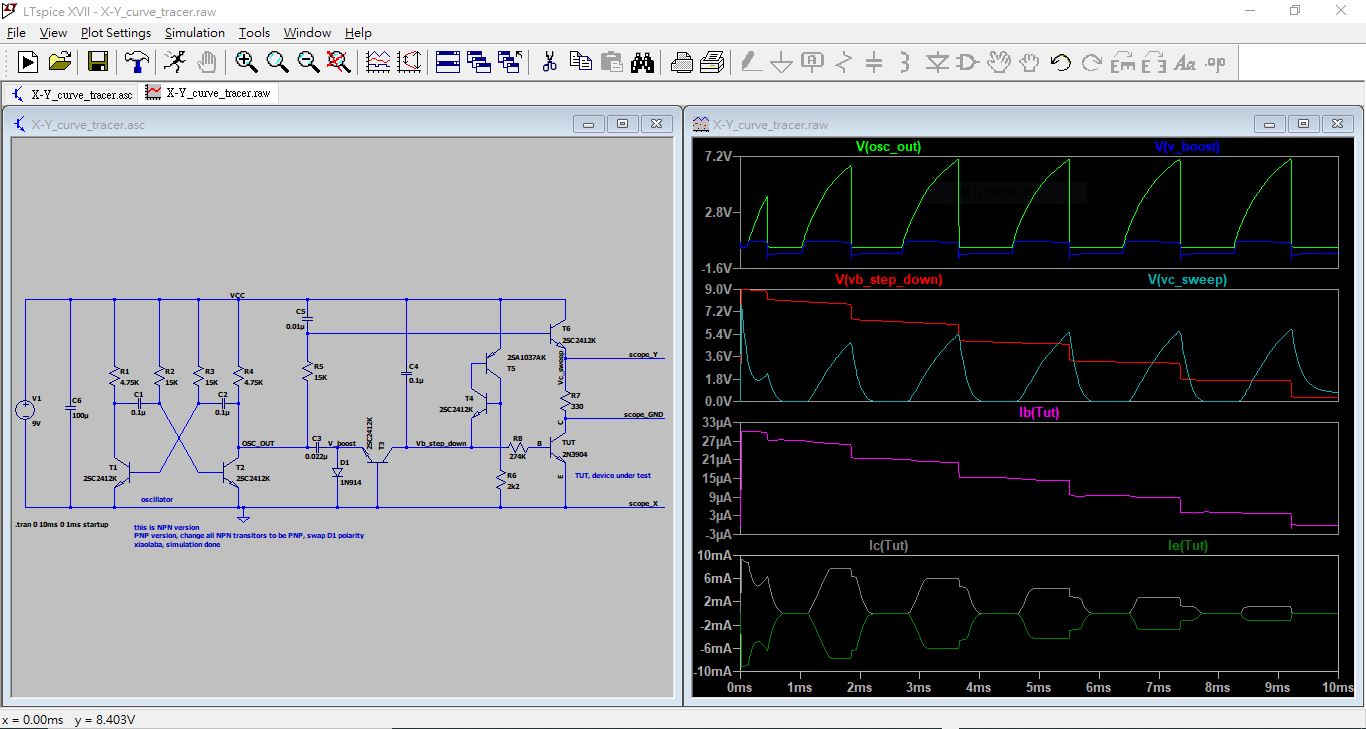 LTspice XVII - X-Y_curve_tracer.raw
File View Plot Settings Simulation Tools Window Help
X-Y_curve_tracer.asc X-Y_curve_tracer.raw
X-Y_curve_tracer.asc
VCC
C5
0.01µ
T6
2SC2412K
scope_Y
2SA1037AK
T5
Vc_sweep
R1
4.75K
R2
15K
R3
15K
R4
4.75K
R5
15K
C4
0.1µ
C1
0.1µ
C2
0.1µ
V1
9V
C6
100µ
T4
2SC2412K
R7
330
scope_GND
C
OSC_OUT
C3
0.022µ
V_boost
2SC2412K
T3
Vb_step_down
R8
274K
B
TUT
2N3904
T1
2SC2412K
T2
2SC2412K
D1
1N914
R6
2k2
E
TUT, device under test
oscillator
scope_X
.tran 0 10ms 0 1ms startup
this is NPN version
PNP version, change all NPN transitors to be PNP, swap D1 polarity
xiaolaba, simulation done
X-Y_curve_tracer.raw
V(osc_out) V(v_boost)
7.2V
2.8V
-1.6V
V(vb_step_down) V(vc_sweep)
9.0V
7.2V
5.4V
3.6V
1.8V
0.0V
Ib(Tut)
33µA
27µA
21µA
15µA
9µA
3µA
-3µA
Ic(Tut) Ie(Tut)
10mA
6mA
2mA
-2mA
-6mA
-10mA
0ms 1ms 2ms 3ms 4ms 5ms 6ms 7ms 8ms 9ms 10ms
x = 0.00ms y = 8.403V